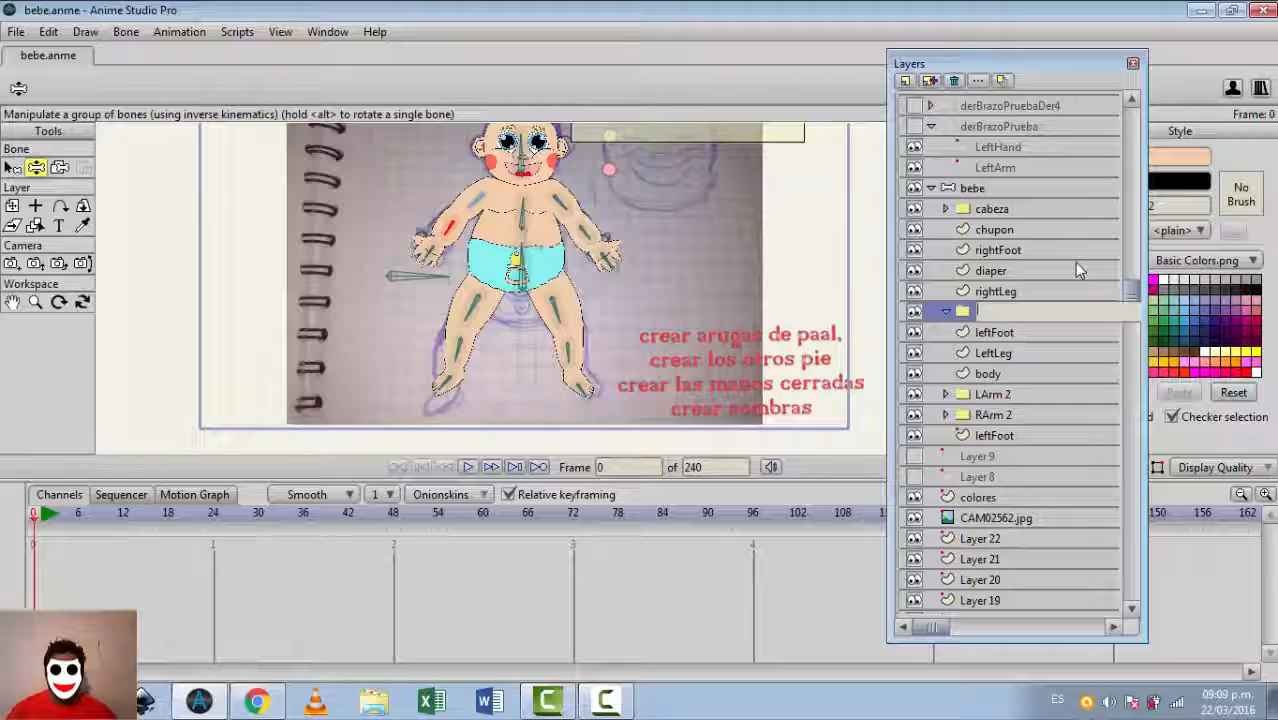 bebe.anme - Anime Studio Pro
File Edit Draw Bone Animation Scripts View Window Help
bebe.anme
Manipulate a group of bones (using inverse kinematics) (hold <alt> to rotate a single bone)
Frame: 0
Tools
Bone
Layer
Camera
Workspace
Layers
derBrazoPruebaDer4
derBrazoPrueba
LeftHand
LeftArm
bebe
cabeza
chupon
rightFoot
diaper
rightLeg
leftFoot
LeftLeg
body
LArm 2
RArm 2
leftFoot
Layer 9
Layer 8
colores
CAM02562.jpg
Layer 22
Layer 21
Layer 20
Layer 19
Style
No
Brush
<plain>
Basic Colors.png
Paste Reset
Checker selection
Display Quality
crear arugas de paal,
crear los otros pie
crear las manos cerradas
crear sombras
Frame 0 of 240
Channels Sequencer Motion Graph Smooth 1 Onionskins Relative keyframing
0 6 12 18 24 30 36 42 48 54 60 66 72 78 84 90 96 102 108 150 156 162
0 1 2 3 4
ES
09:09 p.m.
22/03/2016